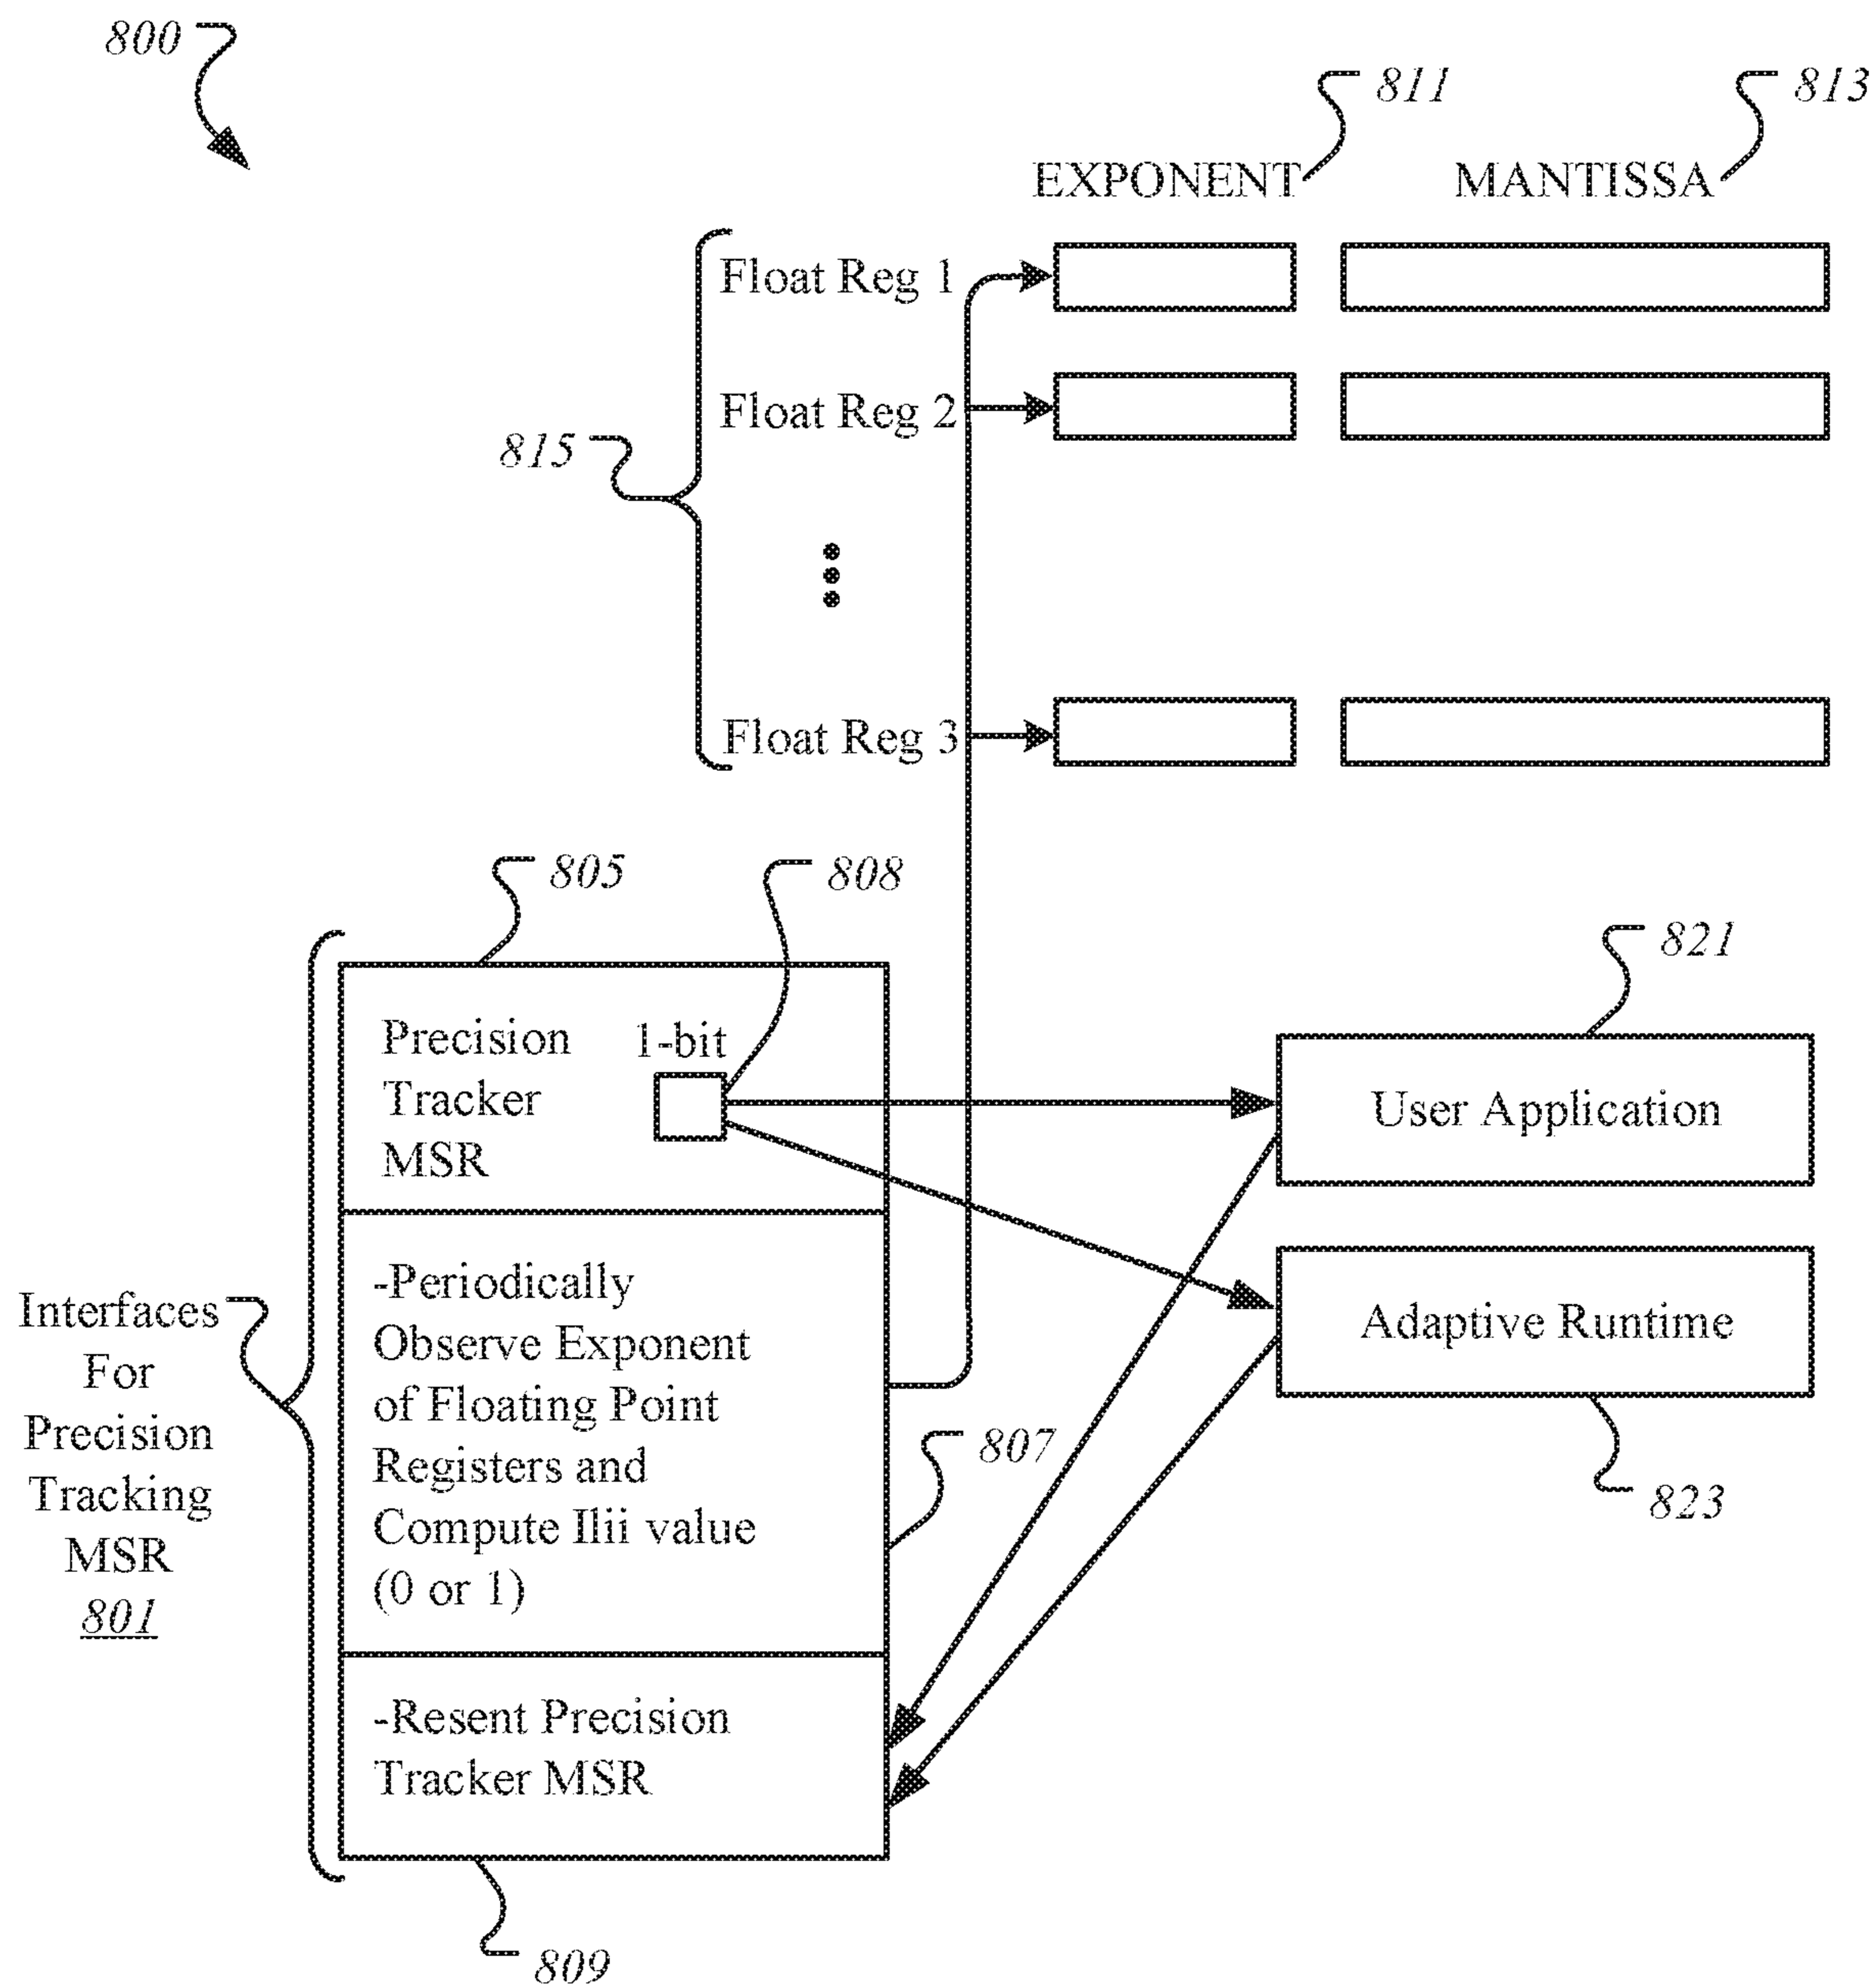 800
811
813
EXPONENT
MANTISSA
Float Reg 1
Float Reg 2
815
Float Reg 3
805
808
821
Precision
Tracker
MSR
1-bit
User Application
Interfaces
For
Precision
Tracking
MSR
801
-Periodically
Observe Exponent
of Floating Point
Registers and
Compute Ilii value
(0 or 1)
Adaptive Runtime
807
823
-Resent Precision
Tracker MSR
809